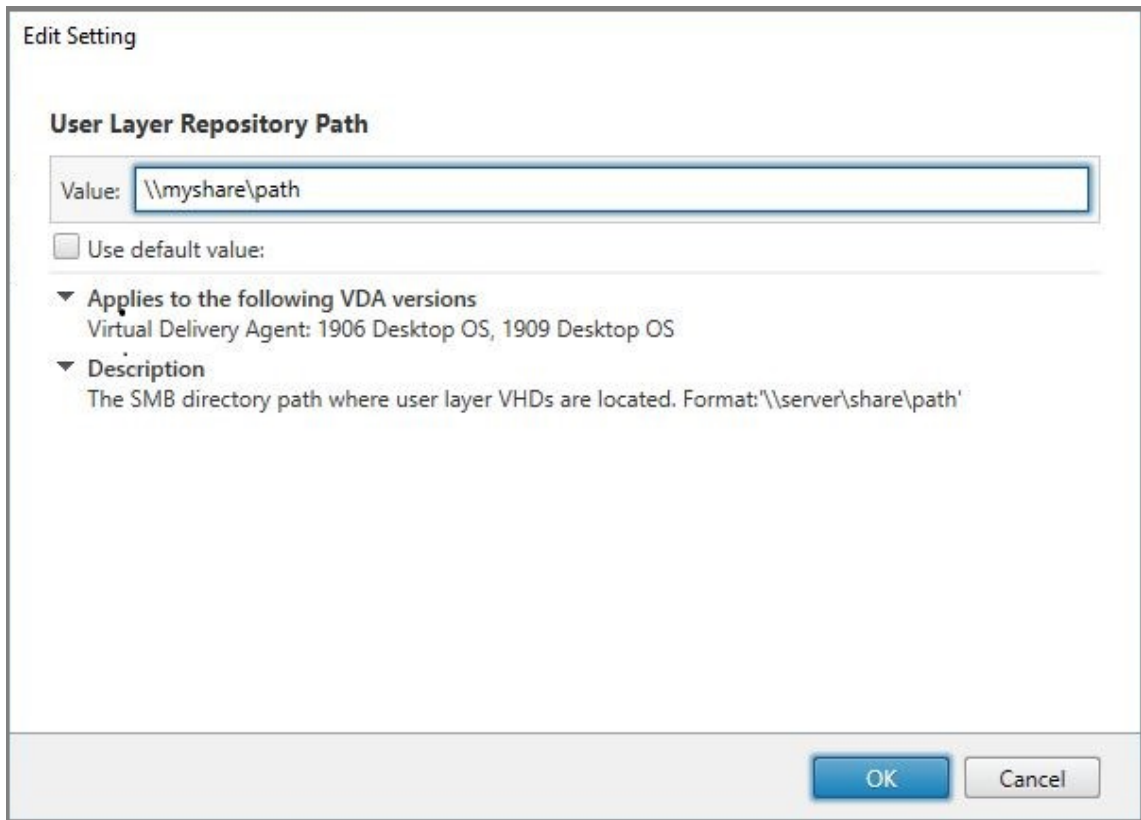 Edit Setting
User Layer Repository Path
Value: \\myshare\path
Use default value:
Applies to the following VDA versions
Virtual Delivery Agent: 1906 Desktop OS, 1909 Desktop OS
Description
The SMB directory path where user layer VHDs are located. Format:'\\server\share\path'
OK Cancel